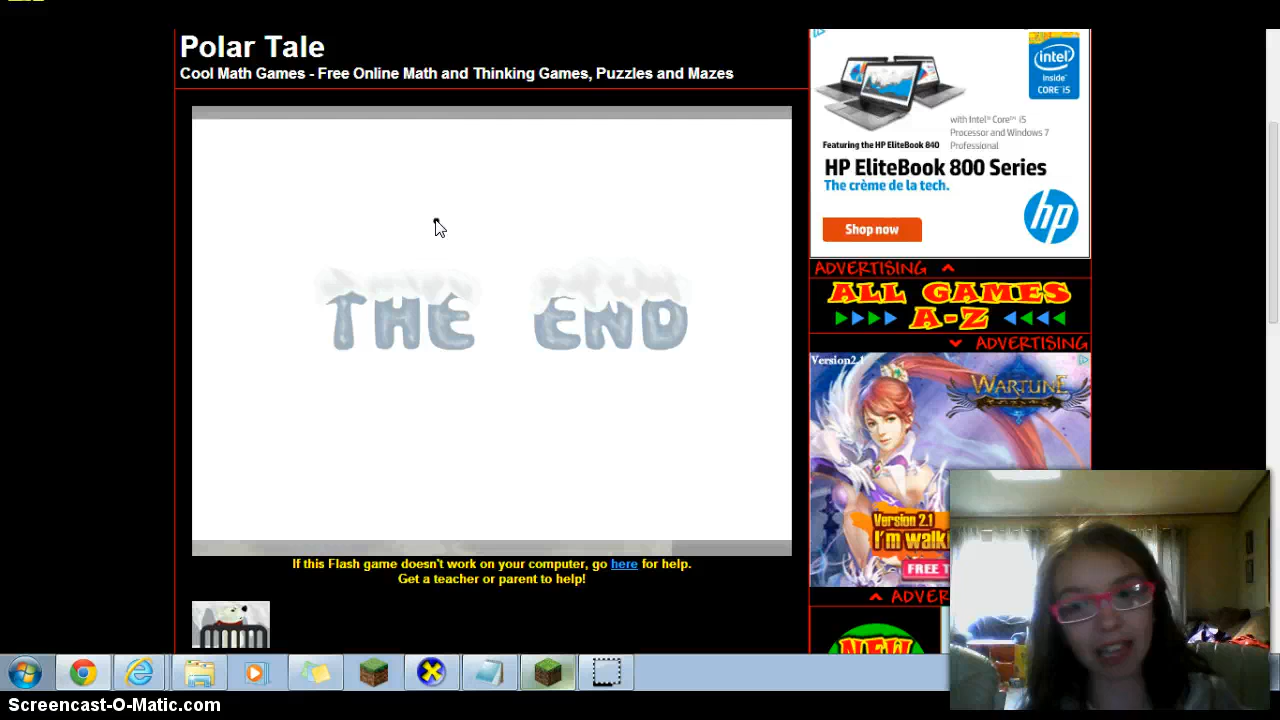 Polar Tale
Cool Math Games - Free Online Math and Thinking Games, Puzzles and Mazes
THE END
If this Flash game doesn't work on your computer, go here for help.
Get a teacher or parent to help!
intel
inside
CORE i5
with Intel® Core™ i5
Processor and Windows 7
Professional
Featuring the HP EliteBook 840
HP EliteBook 800 Series
The crème de la tech.
Shop now
hp
ADVERTISING
ALL GAMES
A-Z
ADVERTISING
Version2.1
WARTUNE
Version 2.1
I'm walk
FREE T
ADVER
NEW
Screencast-O-Matic.com